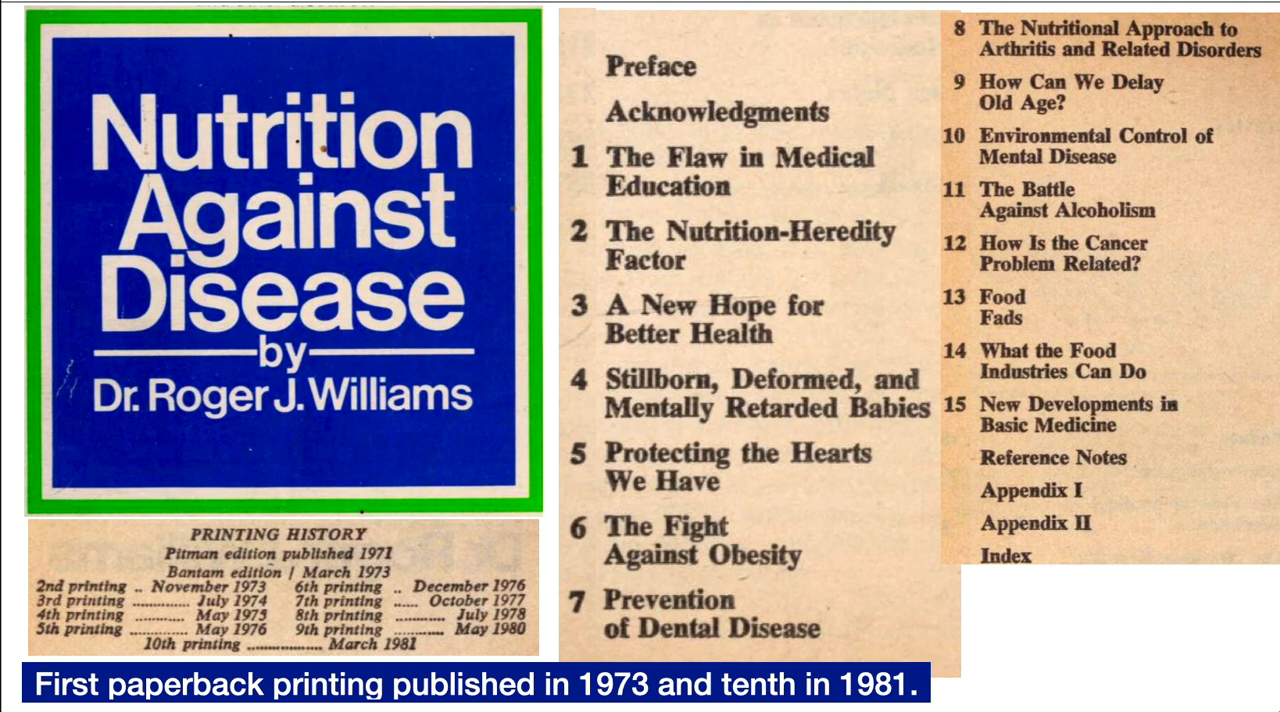 Nutrition
Against
Disease
by
Dr. Roger J. Williams
PRINTING HISTORY
Pitman edition published 1971
Bantam edition / March 1973
2nd printing .. November 1973 6th printing .. December 1976
3rd printing ............ July 1974 7th printing ..... October 1977
4th printing ............ May 1975 8th printing .......... July 1978
5th printing ............ May 1976 9th printing .......... May 1980
10th printing .................. March 1981
First paperback printing published in 1973 and tenth in 1981.
Preface
Acknowledgments
1 The Flaw in Medical
Education
2 The Nutrition-Heredity
Factor
3 A New Hope for
Better Health
4 Stillborn, Deformed, and
Mentally Retarded Babies
5 Protecting the Hearts
We Have
6 The Fight
Against Obesity
7 Prevention
of Dental Disease
8 The Nutritional Approach to
Arthritis and Related Disorders
9 How Can We Delay
Old Age?
10 Environmental Control of
Mental Disease
11 The Battle
Against Alcoholism
12 How Is the Cancer
Problem Related?
13 Food
Fads
14 What the Food
Industries Can Do
15 New Developments in
Basic Medicine
Reference Notes
Appendix I
Appendix II
Index